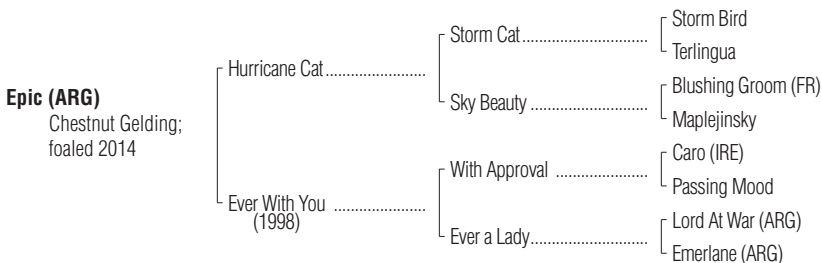 Epic (ARG)
Chestnut Gelding;
foaled 2014
Hurricane Cat
Ever With You
(1998)
Storm Cat
Sky Beauty
With Approval
Ever a Lady
Storm Bird
Terlingua
Blushing Groom (FR)
Maplejinsky
Caro (IRE)
Passing Mood
Lord At War (ARG)
Emerlane (ARG)